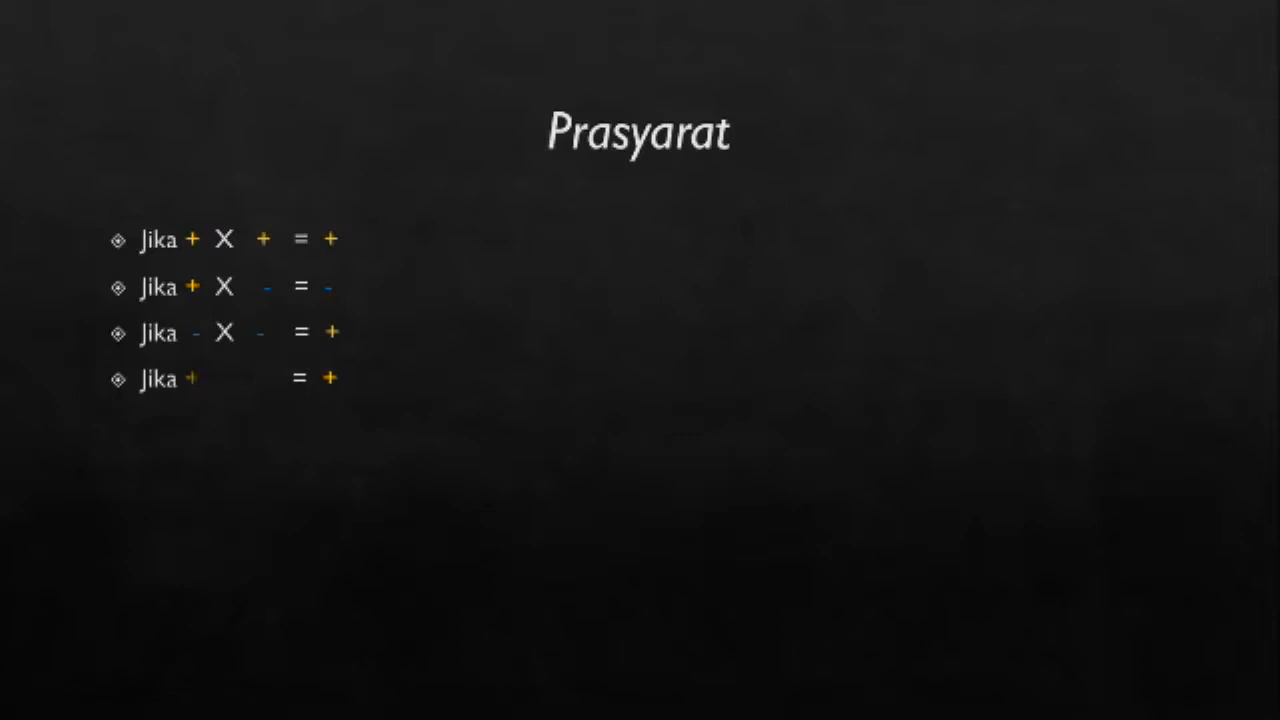 Prasyarat
Jika + X + = +
Jika + X - = -
Jika - X - = +
Jika + = +